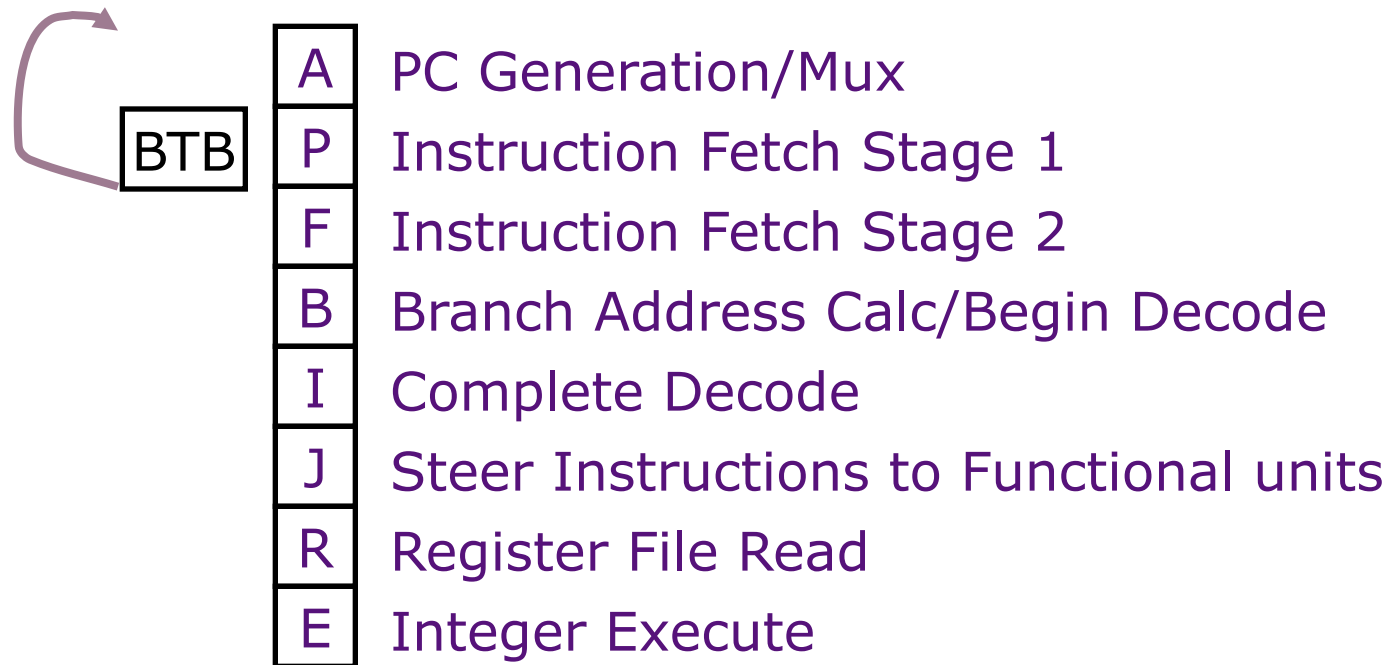 A PC Generation/Mux
BTB P Instruction Fetch Stage 1
F Instruction Fetch Stage 2
B Branch Address Calc/Begin Decode
I Complete Decode
J Steer Instructions to Functional units
R Register File Read
E Integer Execute